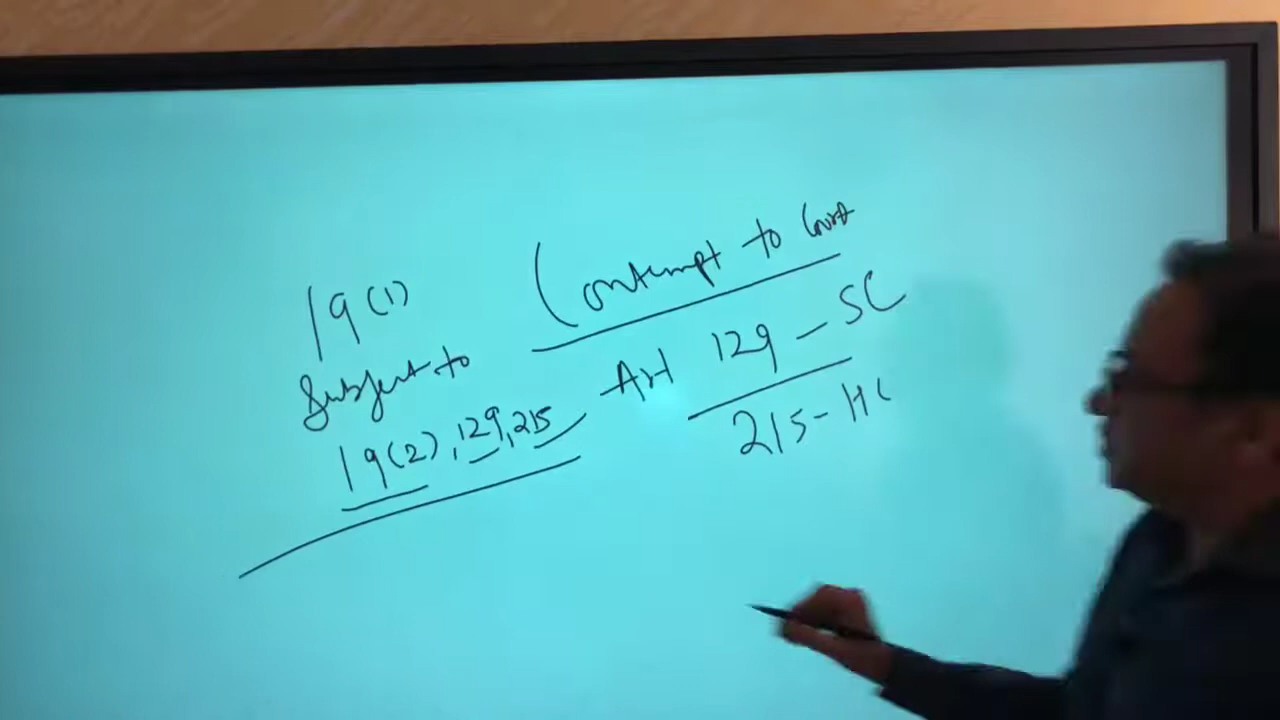 Contempt to Court
19(1)
Subject to
19(2), 129, 215
Art 129 - SC
215 - HC